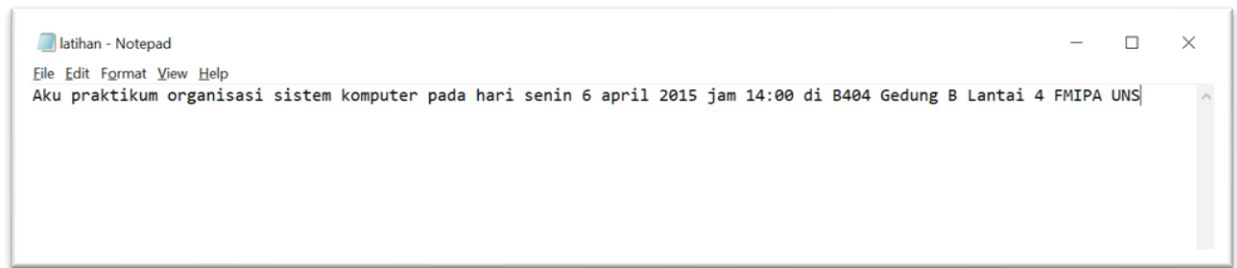 latihan - Notepad
File Edit Format View Help
Aku praktikum organisasi sistem komputer pada hari senin 6 april 2015 jam 14:00 di B404 Gedung B Lantai 4 FMIPA UNS